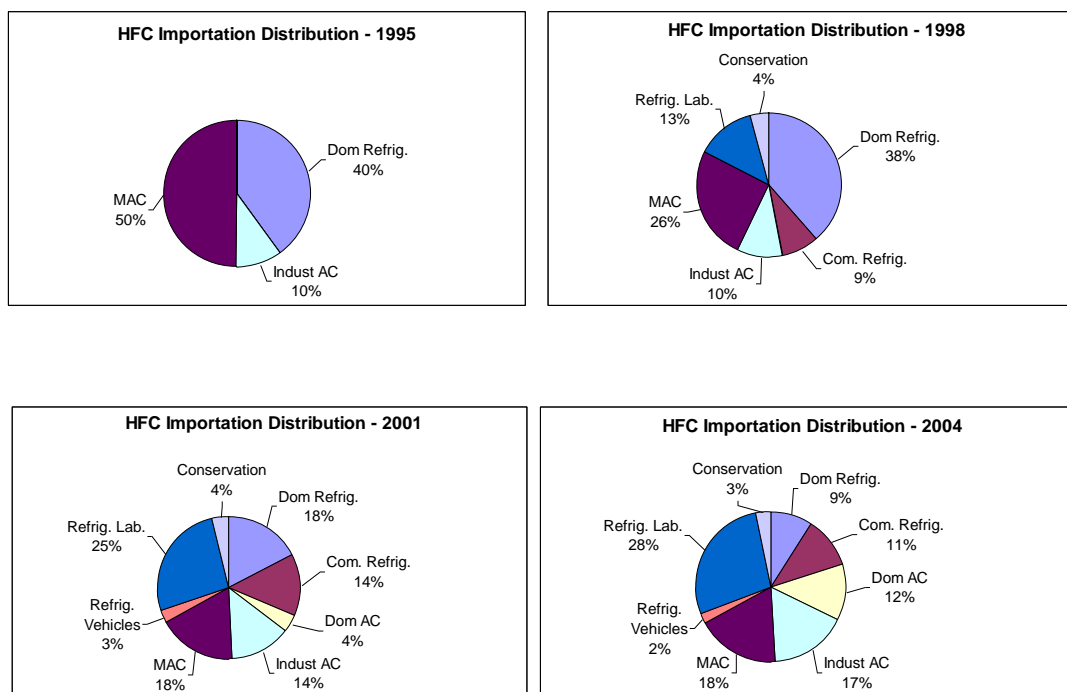 HFC Importation Distribution - 1995
Dom Refrig.
40%
MAC
50%
Indust AC
10%
HFC Importation Distribution - 1998
Conservation
4%
Refrig. Lab.
13%
Dom Refrig.
38%
MAC
26%
Com. Refrig.
9%
Indust AC
10%
HFC Importation Distribution - 2001
Conservation
4%
Dom Refrig.
18%
Refrig. Lab.
25%
Com. Refrig.
14%
Refrig.
Vehicles
3%
Dom AC
4%
MAC
18%
Indust AC
14%
HFC Importation Distribution - 2004
Conservation
3%
Dom Refrig.
9%
Refrig. Lab.
28%
Com. Refrig.
11%
Dom AC
12%
Refrig.
Vehicles
2%
MAC
18%
Indust AC
17%